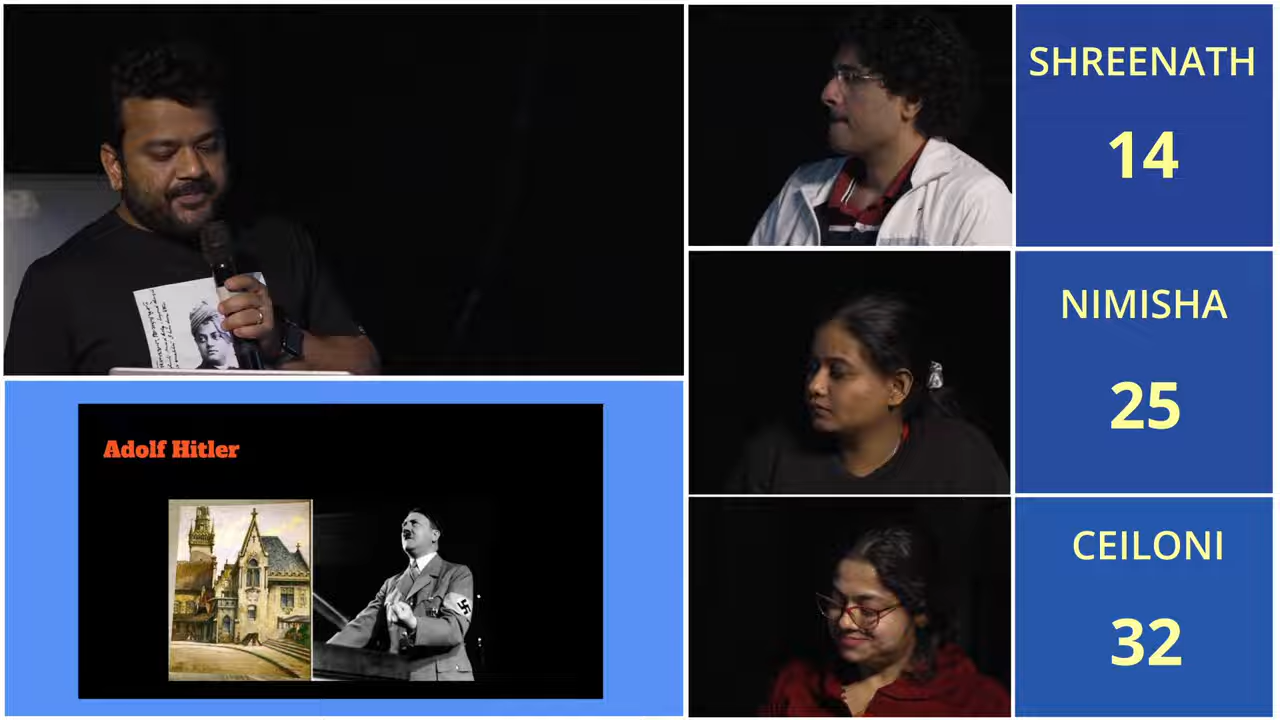 SHREENATH
14
NIMISHA
25
Adolf Hitler
CEILONI
32